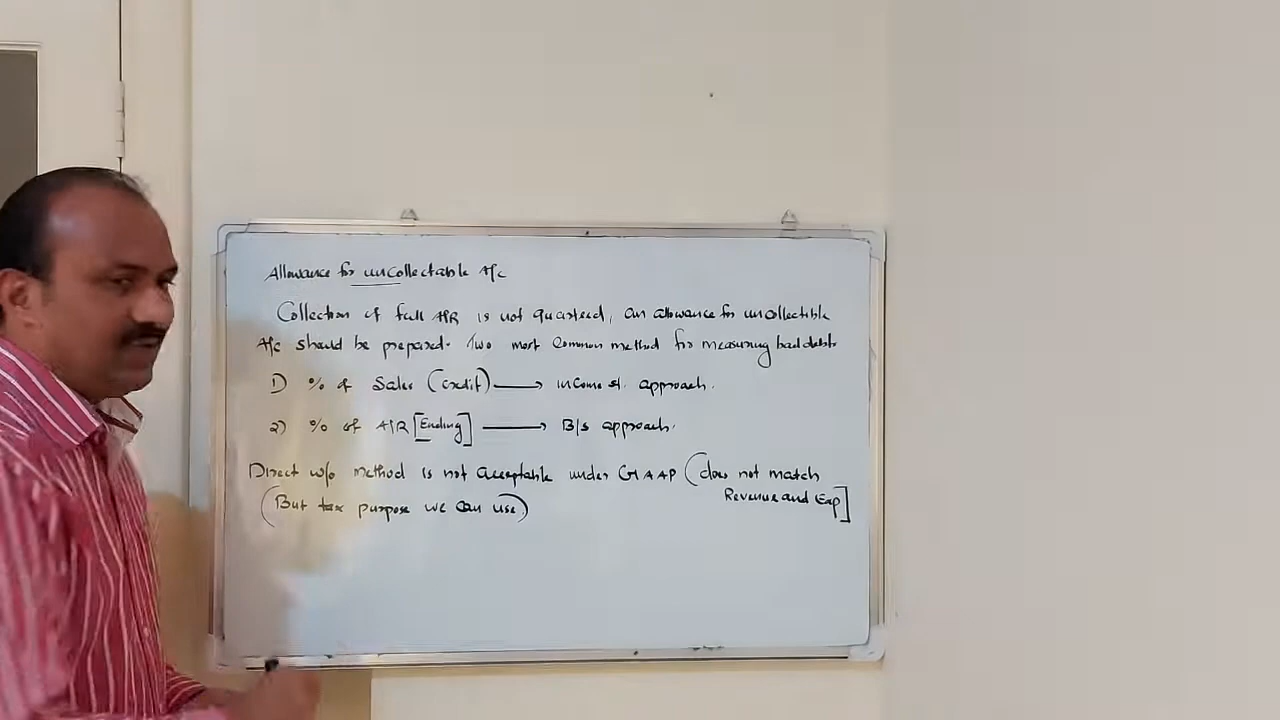 Allowance for uncollectable A/c
Collection of full A/R is not quarteed, an allowance for uncollectible
A/c should be prepared. Two most Common method for measuring bad debts
1) % of Sales (Credit) → income st. approach.
2) % of A/R [Ending] → B/s approach.
Direct w/o method is not acceptable under GAAP (does not match
Revenue and Exp]
(But tax purpose we can use)